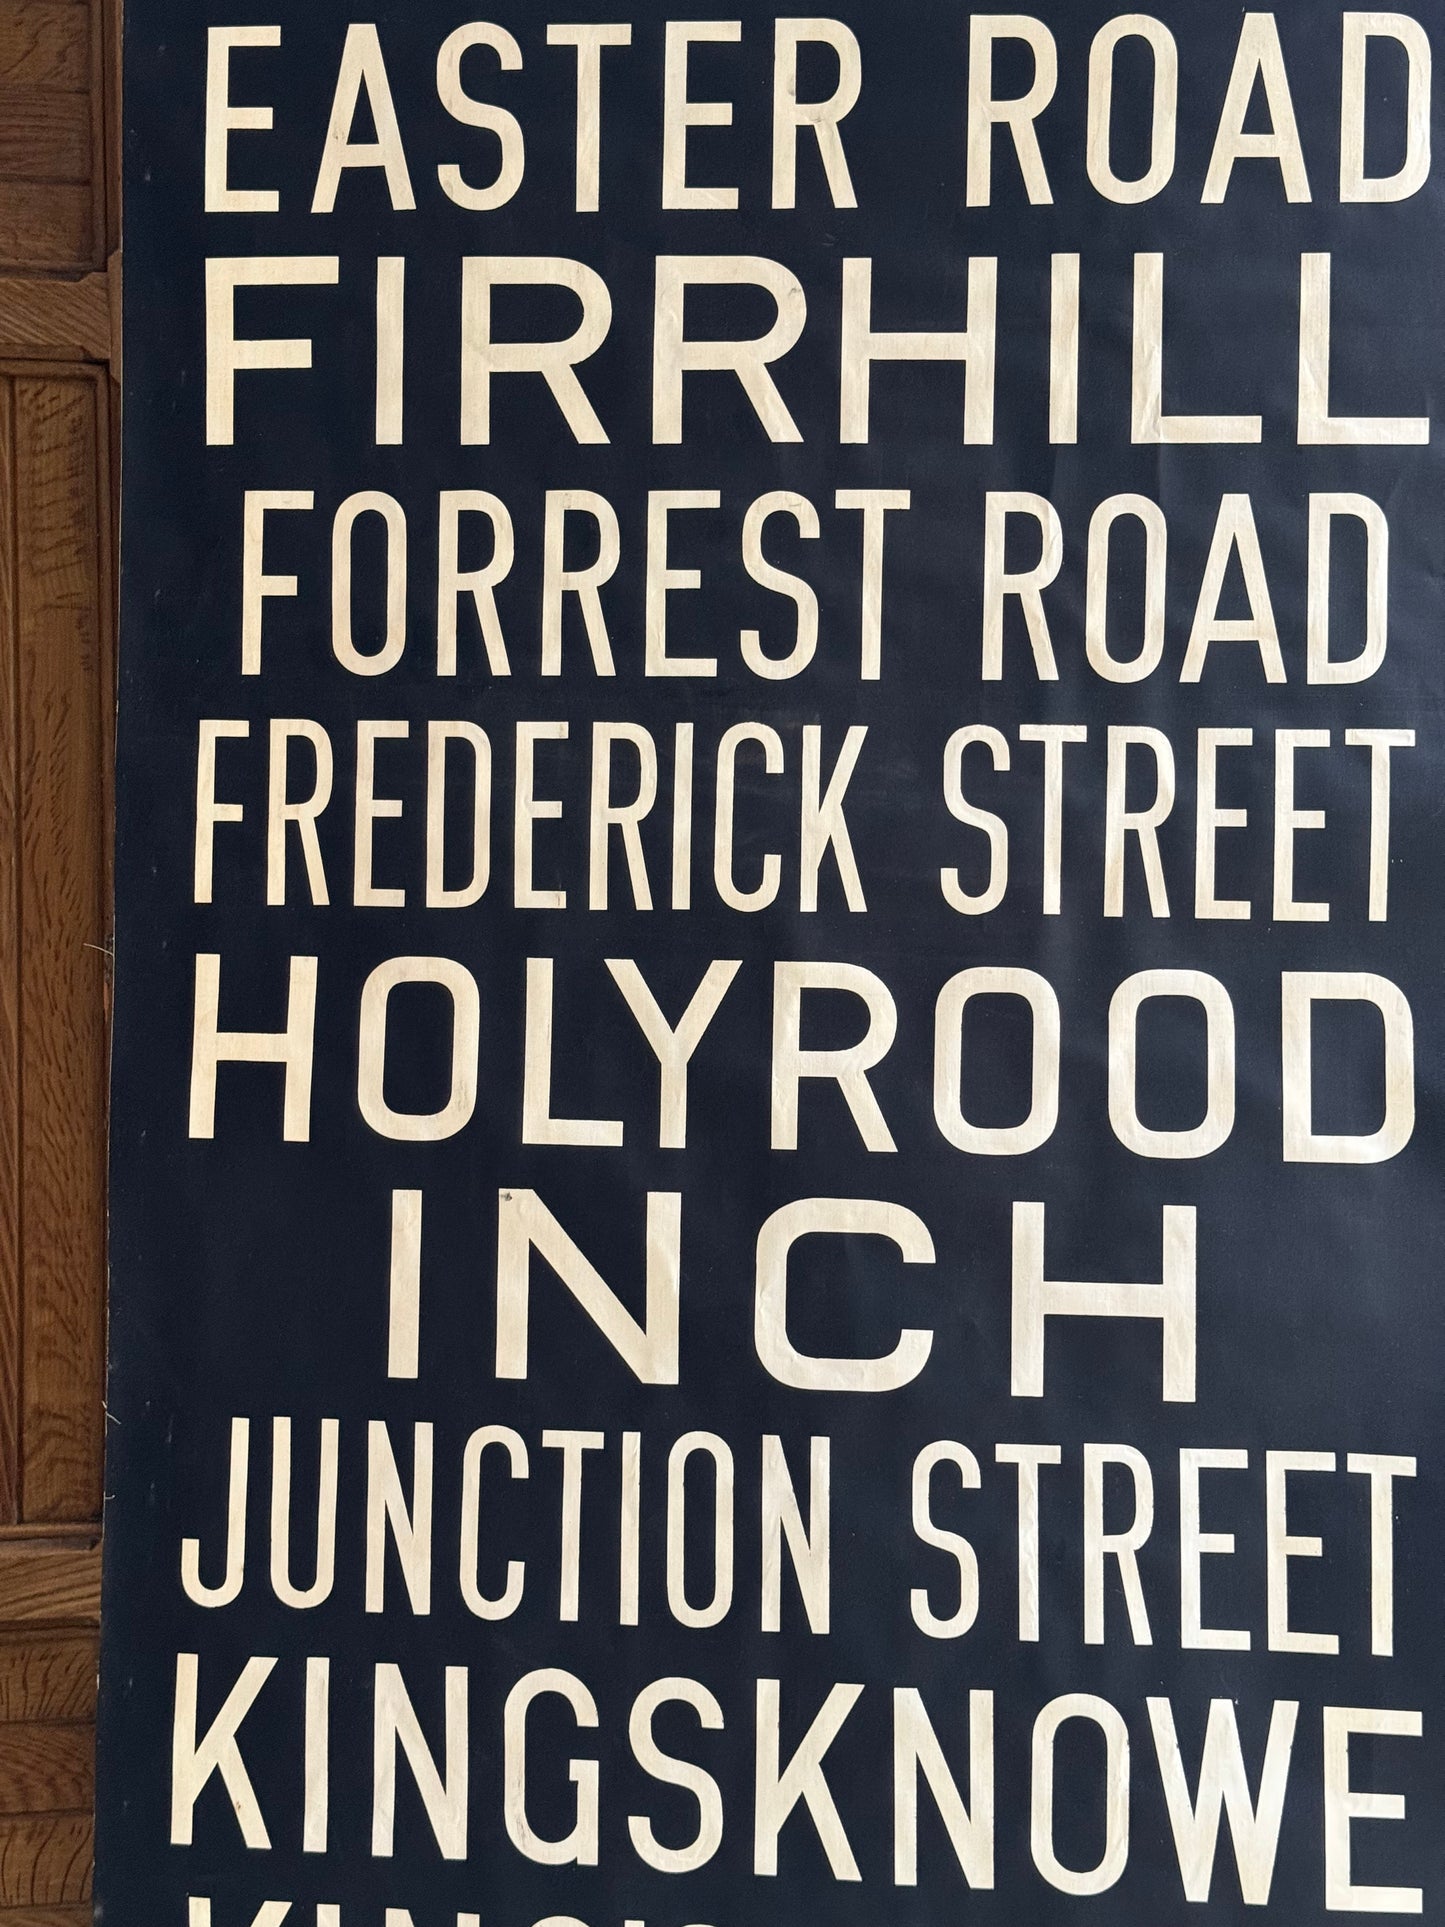 EASTER ROAD
FIRRHILL
FORREST ROAD
FREDERICK STREET
HOLYROOD
INCH
JUNCTION STREET
KINGSKNOWE